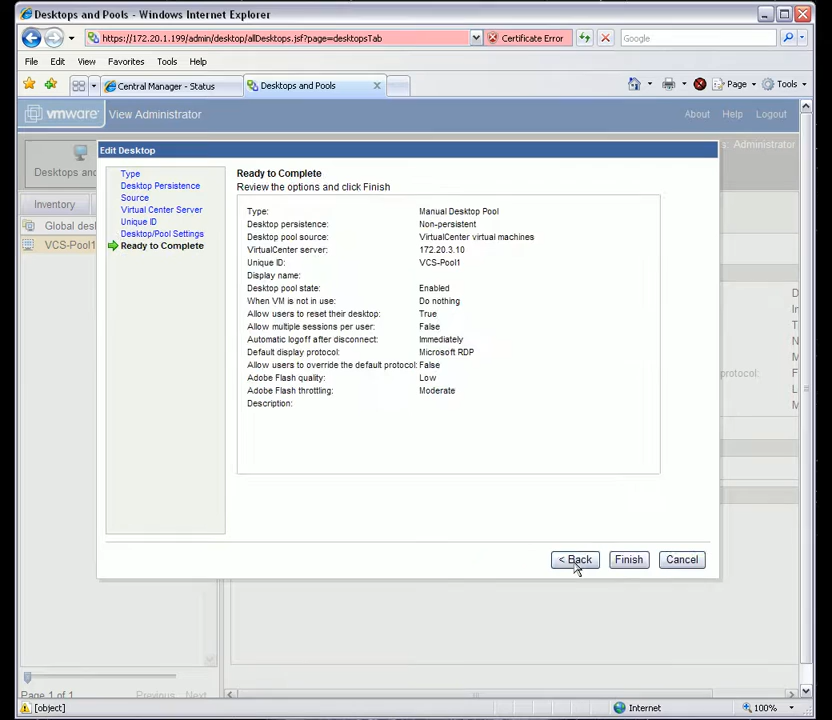 Desktops and Pools - Windows Internet Explorer
https://172.20.1.199/admin/desktop/allDesktops.jsf?page=desktopsTab
Certificate Error
Google
File Edit View Favorites Tools Help
Central Manager - Status
Desktops and Pools
Page
Tools
vmware View Administrator
About Help Logout
Edit Desktop
s: Administrator
Desktops and
Inventory
Global desl
VCS-Pool1
Type
Desktop Persistence
Source
Virtual Center Server
Unique ID
Desktop/Pool Settings
Ready to Complete
Ready to Complete
Review the options and click Finish
Type: Manual Desktop Pool
Desktop persistence: Non-persistent
Desktop pool source: VirtualCenter virtual machines
VirtualCenter server: 172.20.3.10
Unique ID: VCS-Pool1
Display name:
Desktop pool state: Enabled
When VM is not in use: Do nothing
Allow users to reset their desktop: True
Allow multiple sessions per user: False
Automatic logoff after disconnect: Immediately
Default display protocol: Microsoft RDP
Allow users to override the default protocol: False
Adobe Flash quality: Low
Adobe Flash throttling: Moderate
Description:
D
In
T
N
protocol: F
L
M
< Back Finish Cancel
Page 1 of 1 Previous Next
[object]
Internet
100%